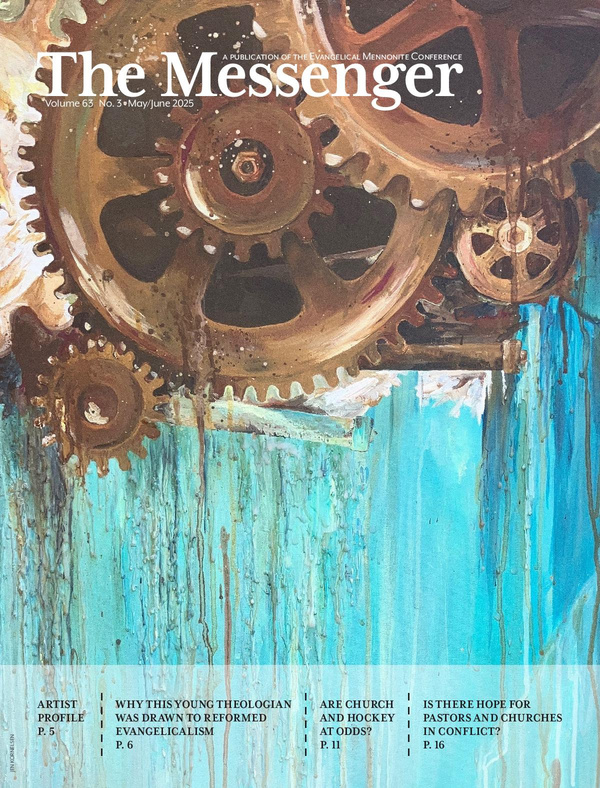 A PUBLICATION OF THE EVANGELICAL MENNONITE CONFERENCE
The Messenger
Volume 63 No. 3 • May/June 2025
ARTIST
PROFILE
P. 5
WHY THIS YOUNG THEOLOGIAN
WAS DRAWN TO REFORMED
EVANGELICALISM
P. 6
ARE CHURCH
AND HOCKEY
AT ODDS?
P. 11
IS THERE HOPE FOR
PASTORS AND CHURCHES
IN CONFLICT?
P. 16